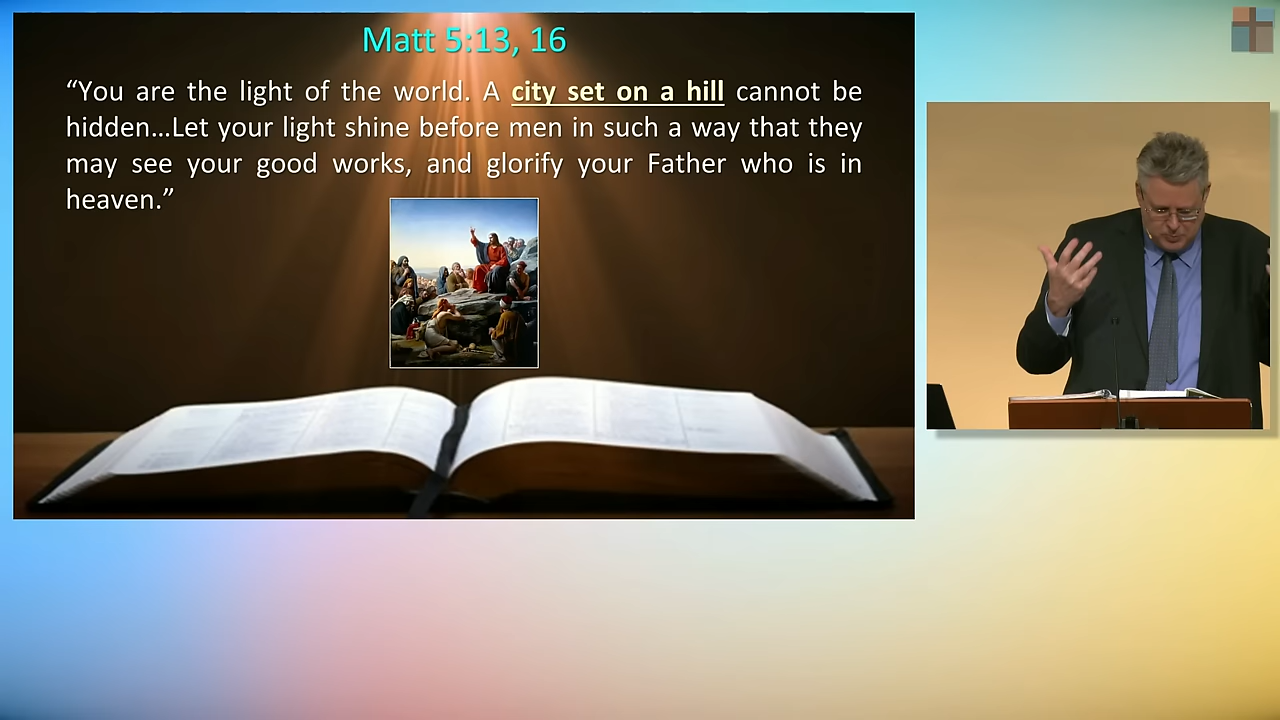 Matt 5:13, 16
“You are the light of the world. A city set on a hill cannot be
hidden…Let your light shine before men in such a way that they
may see your good works, and glorify your Father who is in
heaven.”